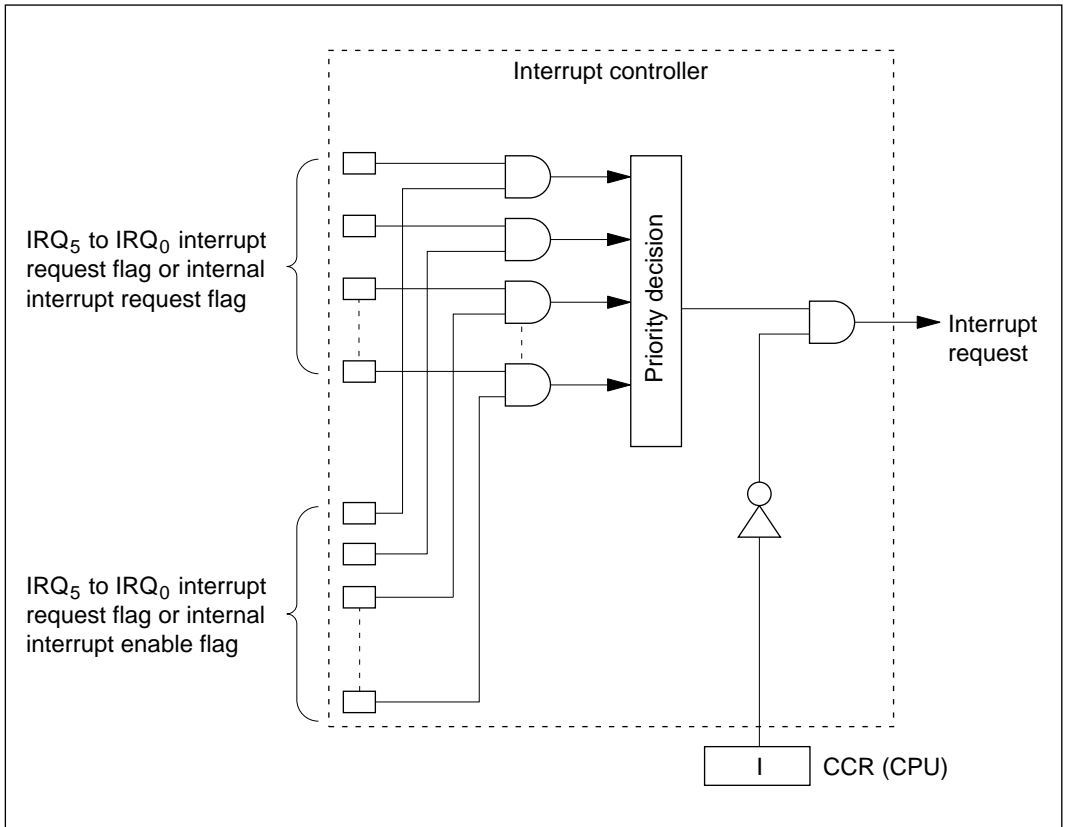 Interrupt controller
IRQ5 to IRQ0 interrupt
request flag or internal
interrupt request flag
Priority decision
Interrupt
request
IRQ5 to IRQ0 interrupt
request flag or internal
interrupt enable flag
I
CCR (CPU)